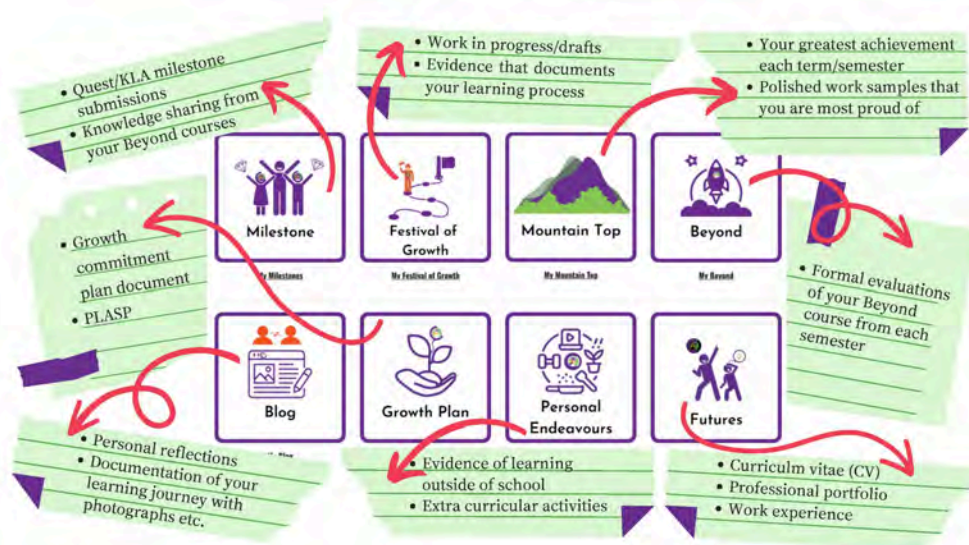 • Quest/KLA milestone
submissions
• Knowledge sharing from
your Beyond courses
• Work in progress/drafts
• Evidence that documents
your learning process
• Your greatest achievement
each term/semester
• Polished work samples that
you are most proud of
Milestone
Festival of
Growth
Mountain Top
Beyond
My Milestones
My Festival of Growth
My Mountain Top
My Beyond
• Growth
commitment
plan document
• PLASP
• Formal evaluations
of your Beyond
course from each
semester
Blog
Growth Plan
Personal
Endeavours
Futures
• Personal reflections
• Documentation of your
learning journey with
photographs etc.
• Evidence of learning
outside of school
• Extra curricular activities
• Curriculm vitae (CV)
• Professional portfolio
• Work experience